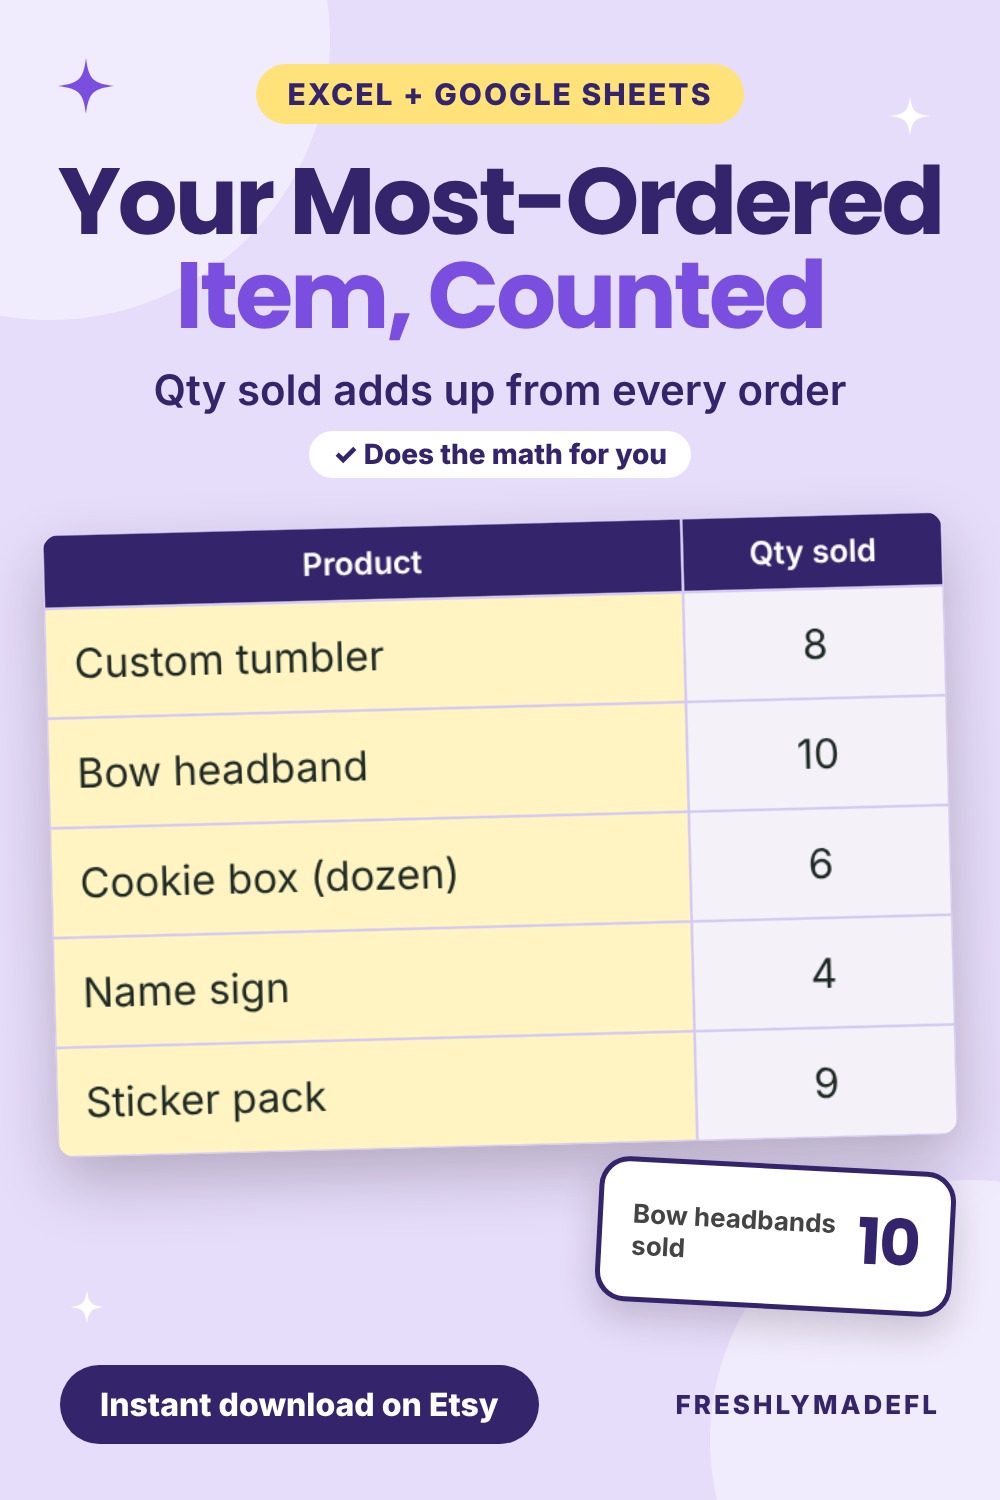 EXCEL + GOOGLE SHEETS
Your Most-Ordered
Item, Counted
Qty sold adds up from every order
✓ Does the math for you
Product Qty sold
Custom tumbler 8
Bow headband 10
Cookie box (dozen) 6
Name sign 4
Sticker pack 9
Bow headbands
sold 10
Instant download on Etsy
FRESHLYMADEFL